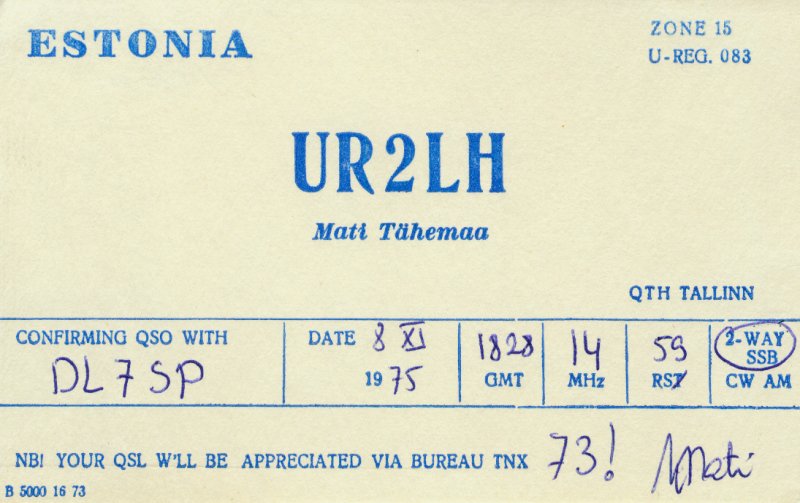 ESTONIA
ZONE 15
U-REG. 083
UR2LH
Mati Tähemaa
QTH TALLINN
CONFIRMING QSO WITH
DL7SP
DATE 8 XI
1975
1828
GMT
14
MHz
59
RST
2-WAY
SSB
CW AM
NB! YOUR QSL W'LL BE APPRECIATED VIA BUREAU TNX 73! Mati
B 5000 16 73